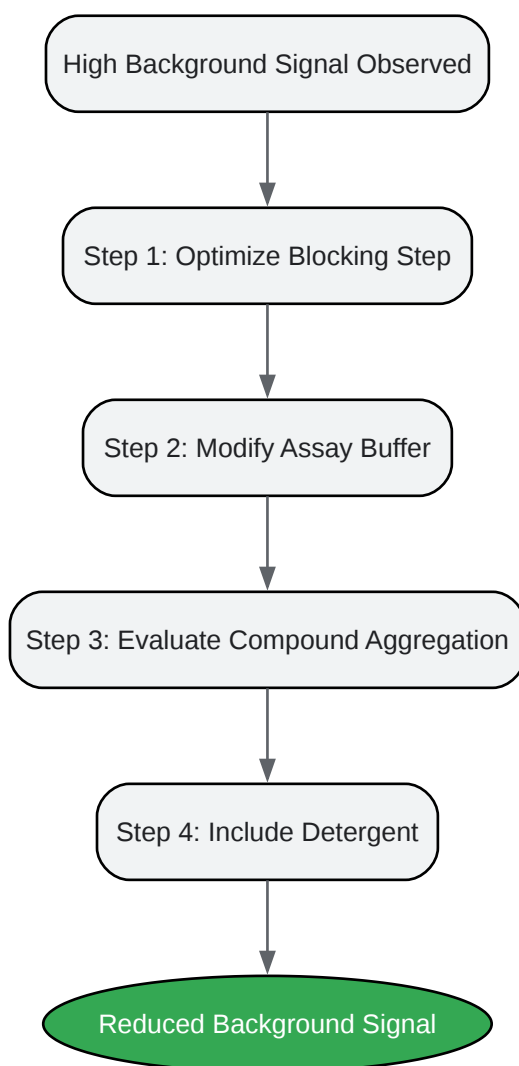 High Background Signal Observed
Step 1: Optimize Blocking Step
Step 2: Modify Assay Buffer
Step 3: Evaluate Compound Aggregation
Step 4: Include Detergent
Reduced Background Signal